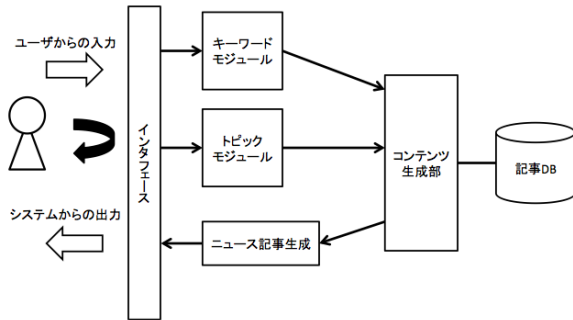 ユーザからの入力
キーワード
モジュール
インタフェース
トピック
モジュール
コンテンツ
生成部
記事DB
システムからの出力
ニュース記事生成